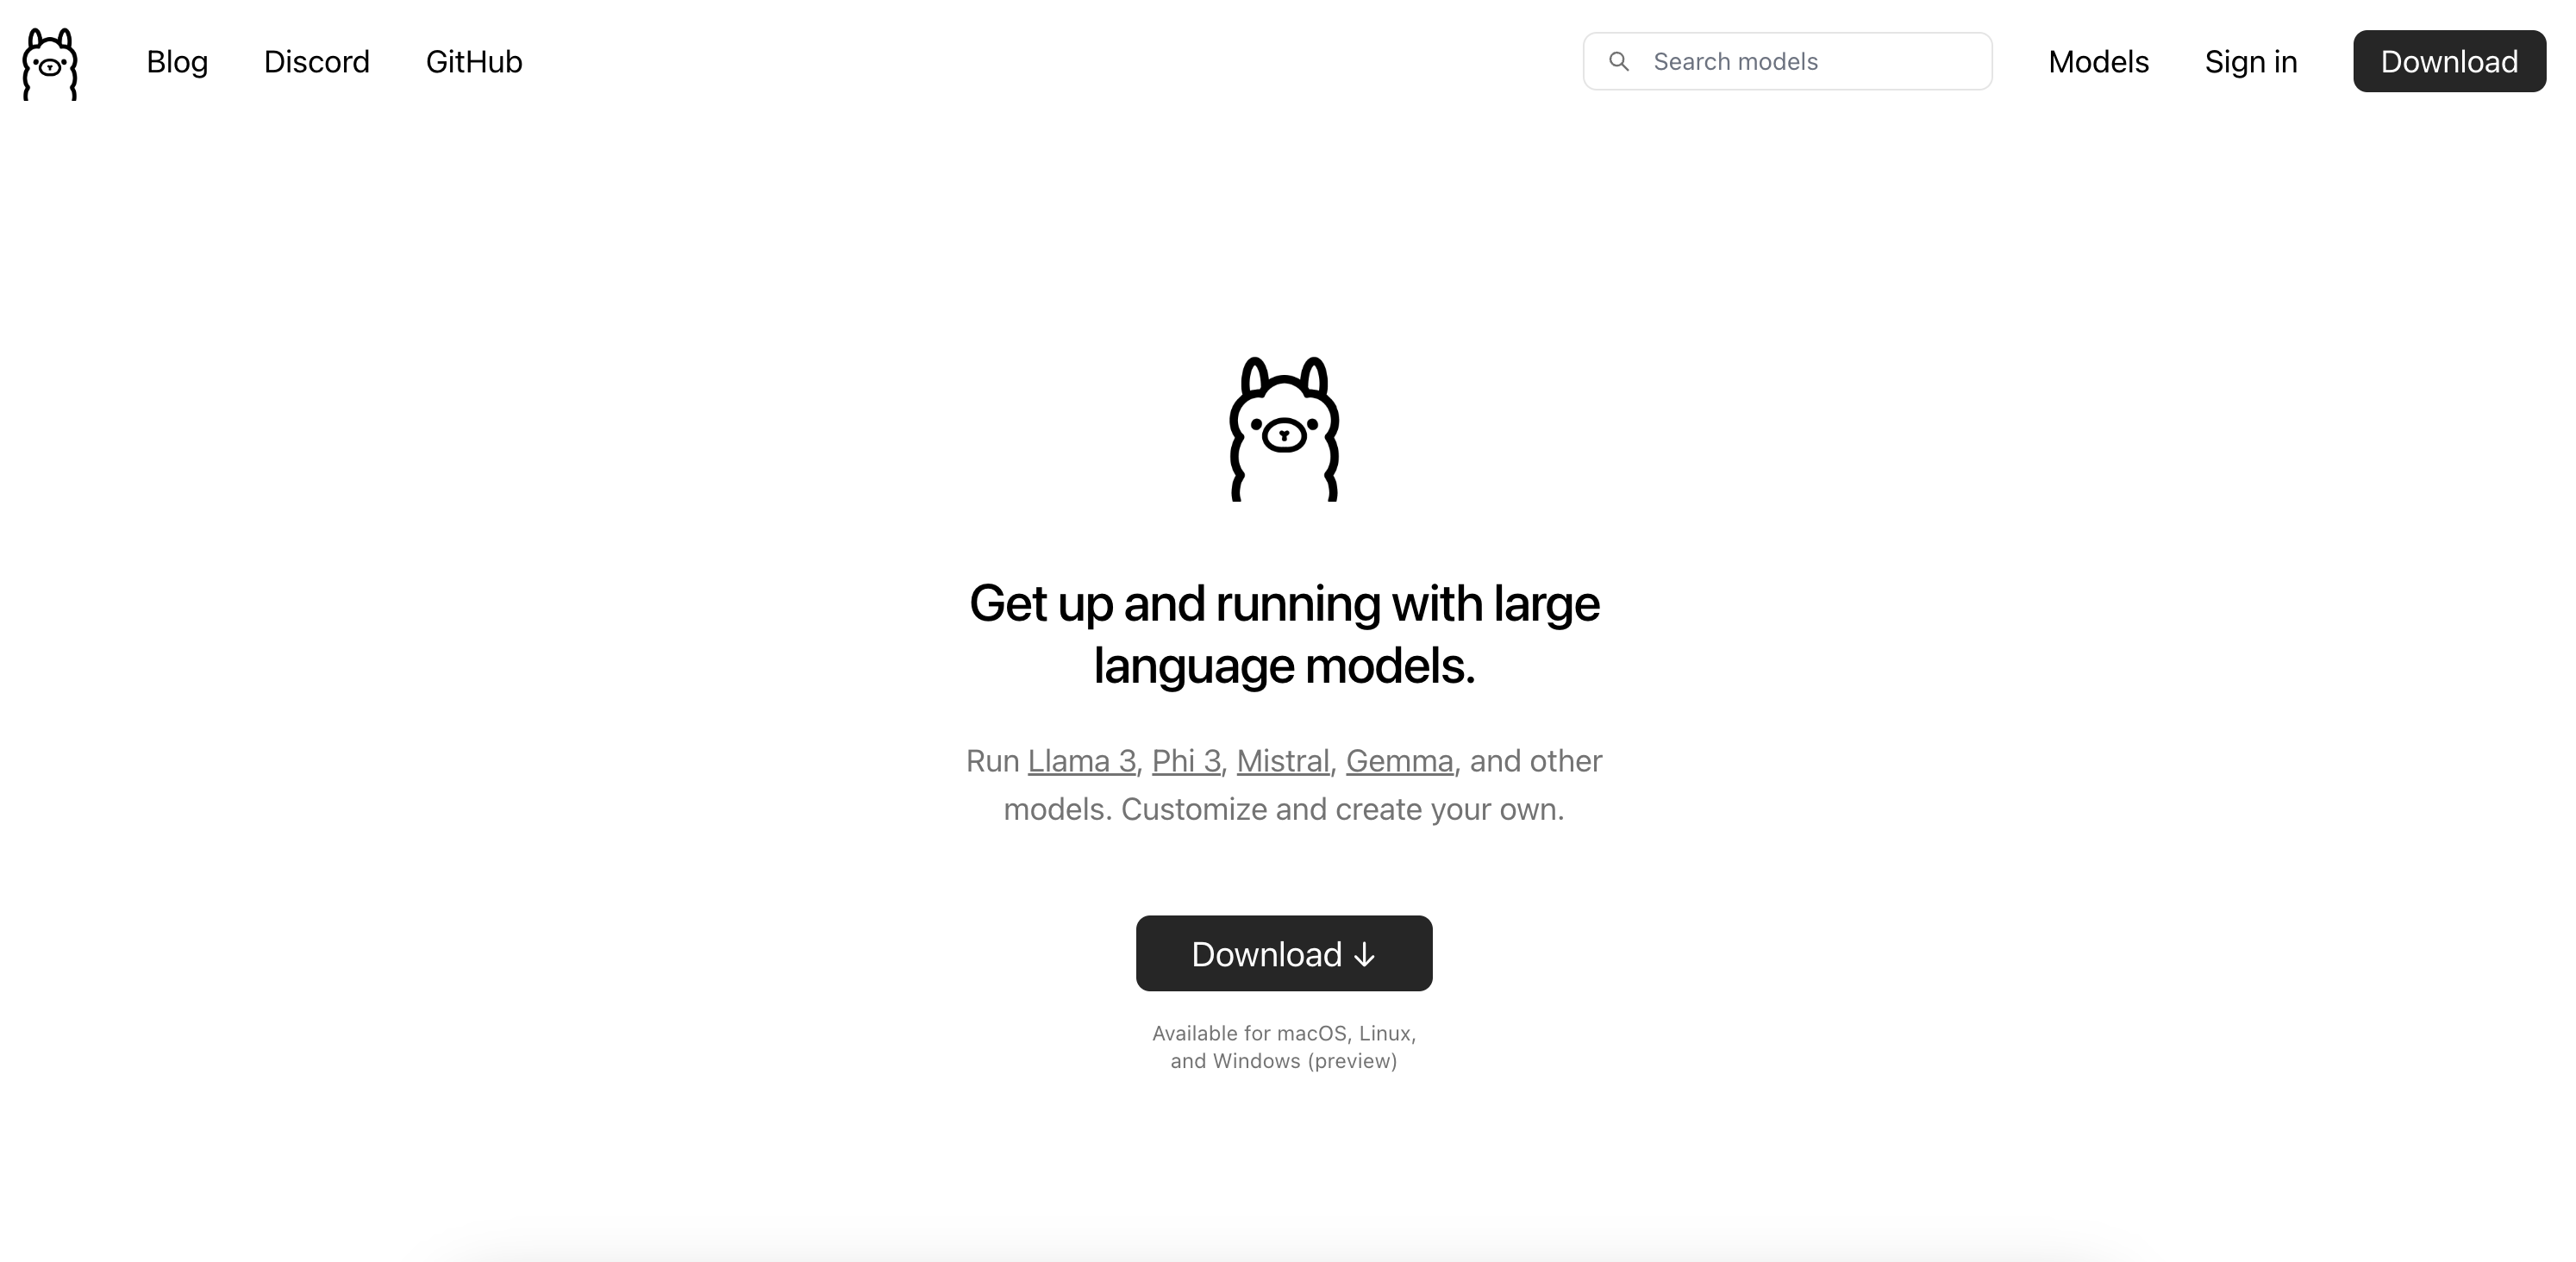 Blog
Discord
GitHub
Search models
Models
Sign in
Download
Get up and running with large
language models.
Run Llama 3, Phi 3, Mistral, Gemma, and other
models. Customize and create your own.
Download ↓
Available for macOS, Linux,
and Windows (preview)